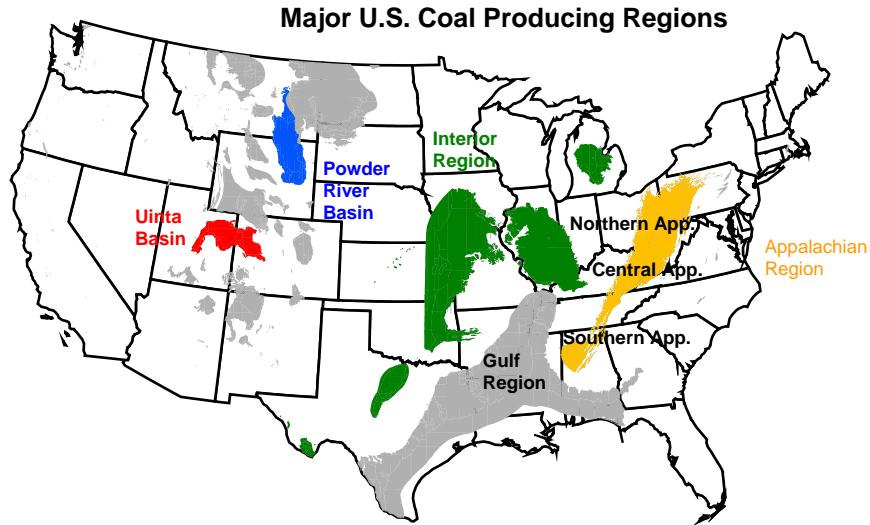 Major U.S. Coal Producing Regions
Interior
Region
Powder
River
Basin
Uinta
Basin
Northern App.
Appalachian
Region
Central App.
Southern App.
Gulf
Region